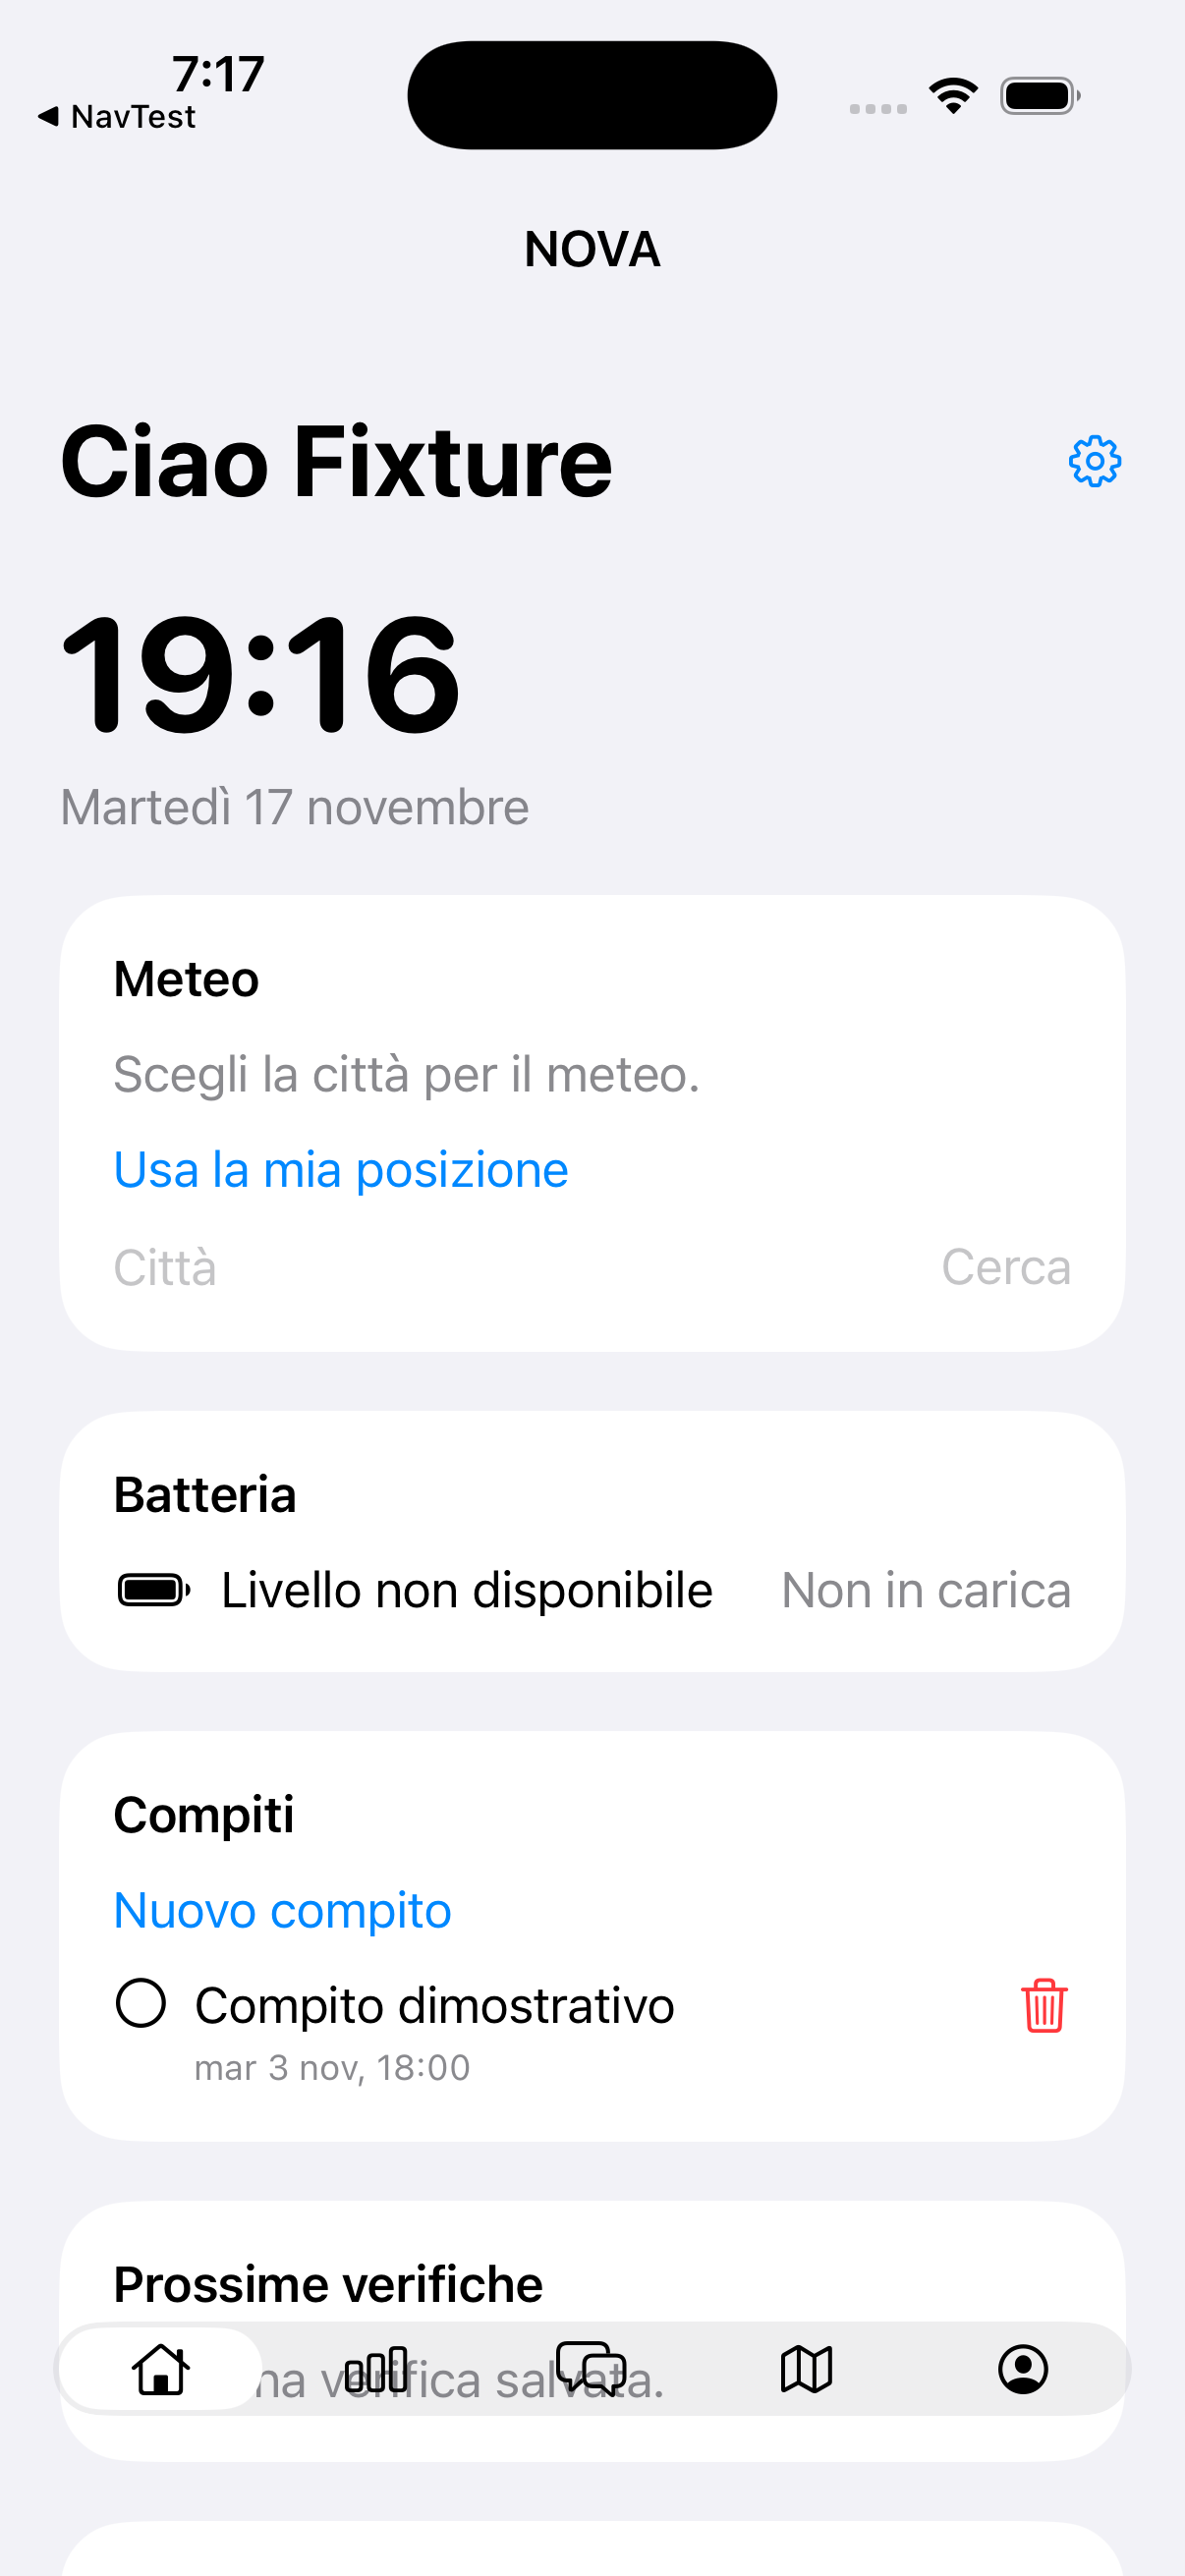 7:17
NavTest
NOVA
Ciao Fixture
19:16
Martedì 17 novembre
Meteo
Scegli la città per il meteo.
Usa la mia posizione
Città Cerca
Batteria
Livello non disponibile Non in carica
Compiti
Nuovo compito
Compito dimostrativo
mar 3 nov, 18:00
Prossime verifiche
verifica salvata.